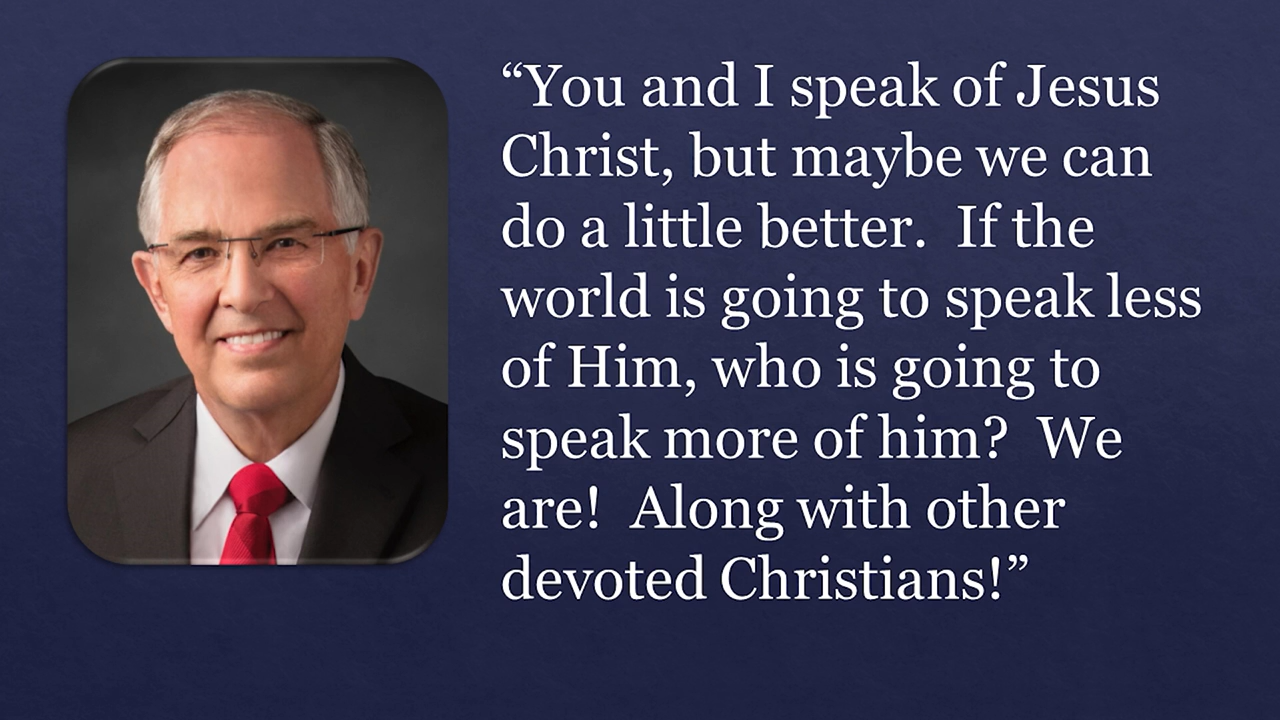 “You and I speak of Jesus
Christ, but maybe we can
do a little better.  If the
world is going to speak less
of Him, who is going to
speak more of him?  We
are!  Along with other
devoted Christians!”